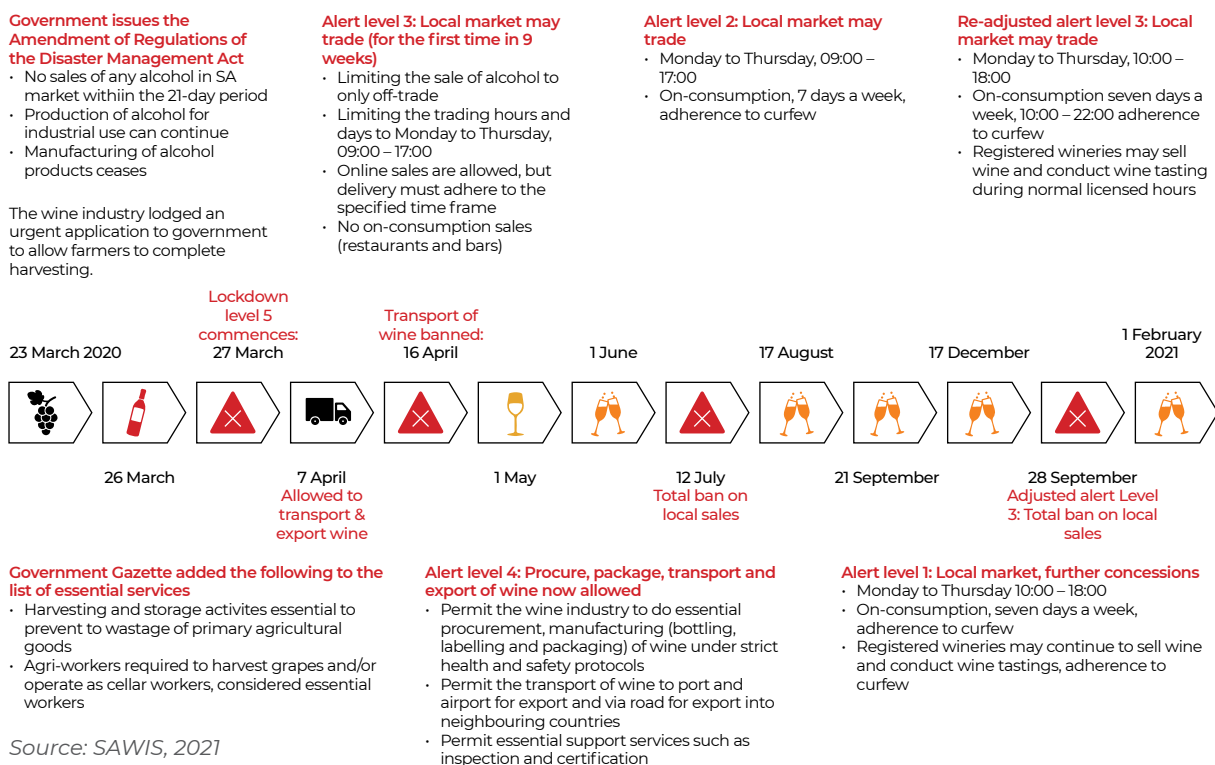 Government issues the
Amendment of Regulations of
the Disaster Management Act
• No sales of any alcohol in SA
market withiin the 21-day period
• Production of alcohol for
industrial use can continue
• Manufacturing of alcohol
products ceases
The wine industry lodged an
urgent application to government
to allow farmers to complete
harvesting.
Alert level 3: Local market may
trade (for the first time in 9
weeks)
• Limiting the sale of alcohol to
only off-trade
• Limiting the trading hours and
days to Monday to Thursday,
09:00 – 17:00
• Online sales are allowed, but
delivery must adhere to the
specified time frame
• No on-consumption sales
(restaurants and bars)
Alert level 2: Local market may
trade
• Monday to Thursday, 09:00 –
17:00
• On-consumption, 7 days a week,
adherence to curfew
Re-adjusted alert level 3: Local
market may trade
• Monday to Thursday, 10:00 –
18:00
• On-consumption seven days a
week, 10:00 – 22:00 adherence
to curfew
• Registered wineries may sell
wine and conduct wine tasting
during normal licensed hours
23 March 2020
Lockdown
level 5
commences:
27 March
Transport of
wine banned:
16 April
1 June
17 August
17 December
1 February
2021
26 March
7 April
Allowed to
transport &
export wine
1 May
12 July
Total ban on
local sales
21 September
28 September
Adjusted alert Level
3: Total ban on local
sales
Government Gazette added the following to the
list of essential services
• Harvesting and storage activites essential to
prevent to wastage of primary agricultural
goods
• Agri-workers required to harvest grapes and/or
operate as cellar workers, considered essential
workers
Alert level 4: Procure, package, transport and
export of wine now allowed
• Permit the wine industry to do essential
procurement, manufacturing (bottling,
labelling and packaging) of wine under strict
health and safety protocols
• Permit the transport of wine to port and
airport for export and via road for export into
neighbouring countries
• Permit essential support services such as
inspection and certification
Alert level 1: Local market, further concessions
• Monday to Thursday 10:00 – 18:00
• On-consumption, seven days a week,
adherence to curfew
• Registered wineries may continue to sell wine
and conduct wine tastings, adherence to
curfew
Source: SAWIS, 2021